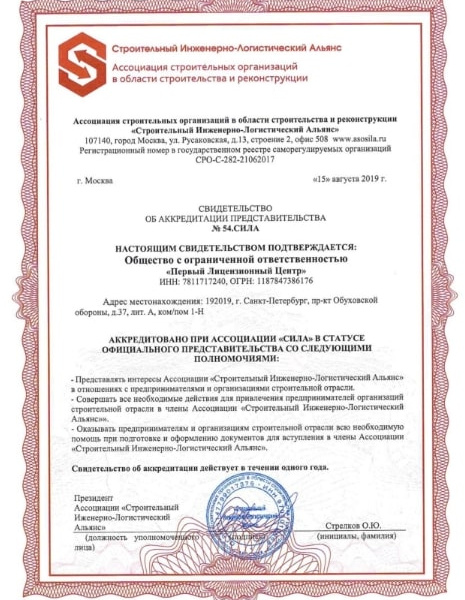 Строительный Инженерно-Логистический Альянс
Ассоциация строительных организаций
в области строительства и реконструкции
Ассоциация строительных организаций в области строительства и реконструкции
«Строительный Инженерно-Логистический Альянс»
107140, город Москва, ул. Русаковская, д.13, строение 2, офис 508 www.asosila.ru
Регистрационный номер в государственном реестре саморегулируемых организаций
СРО-С-282-21062017
г. Москва «15» августа 2019 г.
СВИДЕТЕЛЬСТВО
ОБ АККРЕДИТАЦИИ ПРЕДСТАВИТЕЛЬСТВА
№ 54.СИЛА
НАСТОЯЩИМ СВИДЕТЕЛЬСТВОМ ПОДТВЕРЖДАЕТСЯ:
Общество с ограниченной ответственностью
«Первый Лицензионный Центр»
ИНН: 7811717240, ОГРН: 1187847386176
Адрес местонахождения: 192019, г. Санкт-Петербург, пр-кт Обуховской
обороны, д.37, лит. А, ком/пом 1-Н
АККРЕДИТОВАНО ПРИ АССОЦИАЦИИ «СИЛА» В СТАТУСЕ
ОФИЦИАЛЬНОГО ПРЕДСТАВИТЕЛЬСТВА СО СЛЕДУЮЩИМИ
ПОЛНОМОЧИЯМИ:
- Представлять интересы Ассоциации «Строительный Инженерно-Логистический Альянс»
в отношениях с предпринимателями и организациями строительной отрасли.
- Совершать все необходимые действия для привлечения предпринимателей организаций
строительной отрасли в члены Ассоциации «Строительный Инженерно-Логистический
Альянс»».
- Оказывать предпринимателям и организациям строительной отрасли всю необходимую
помощь при подготовке и оформлению документов для вступления в члены Ассоциации
«Строительный Инженерно-Логистический Альянс».
Свидетельство об аккредитации действует в течении одного года.
Президент
Ассоциации «Строительный
Инженерно-Логистический
Альянс» Стрелков О.Ю.
(должность уполномоченного (подпись) (инициалы, фамилия)
лица)